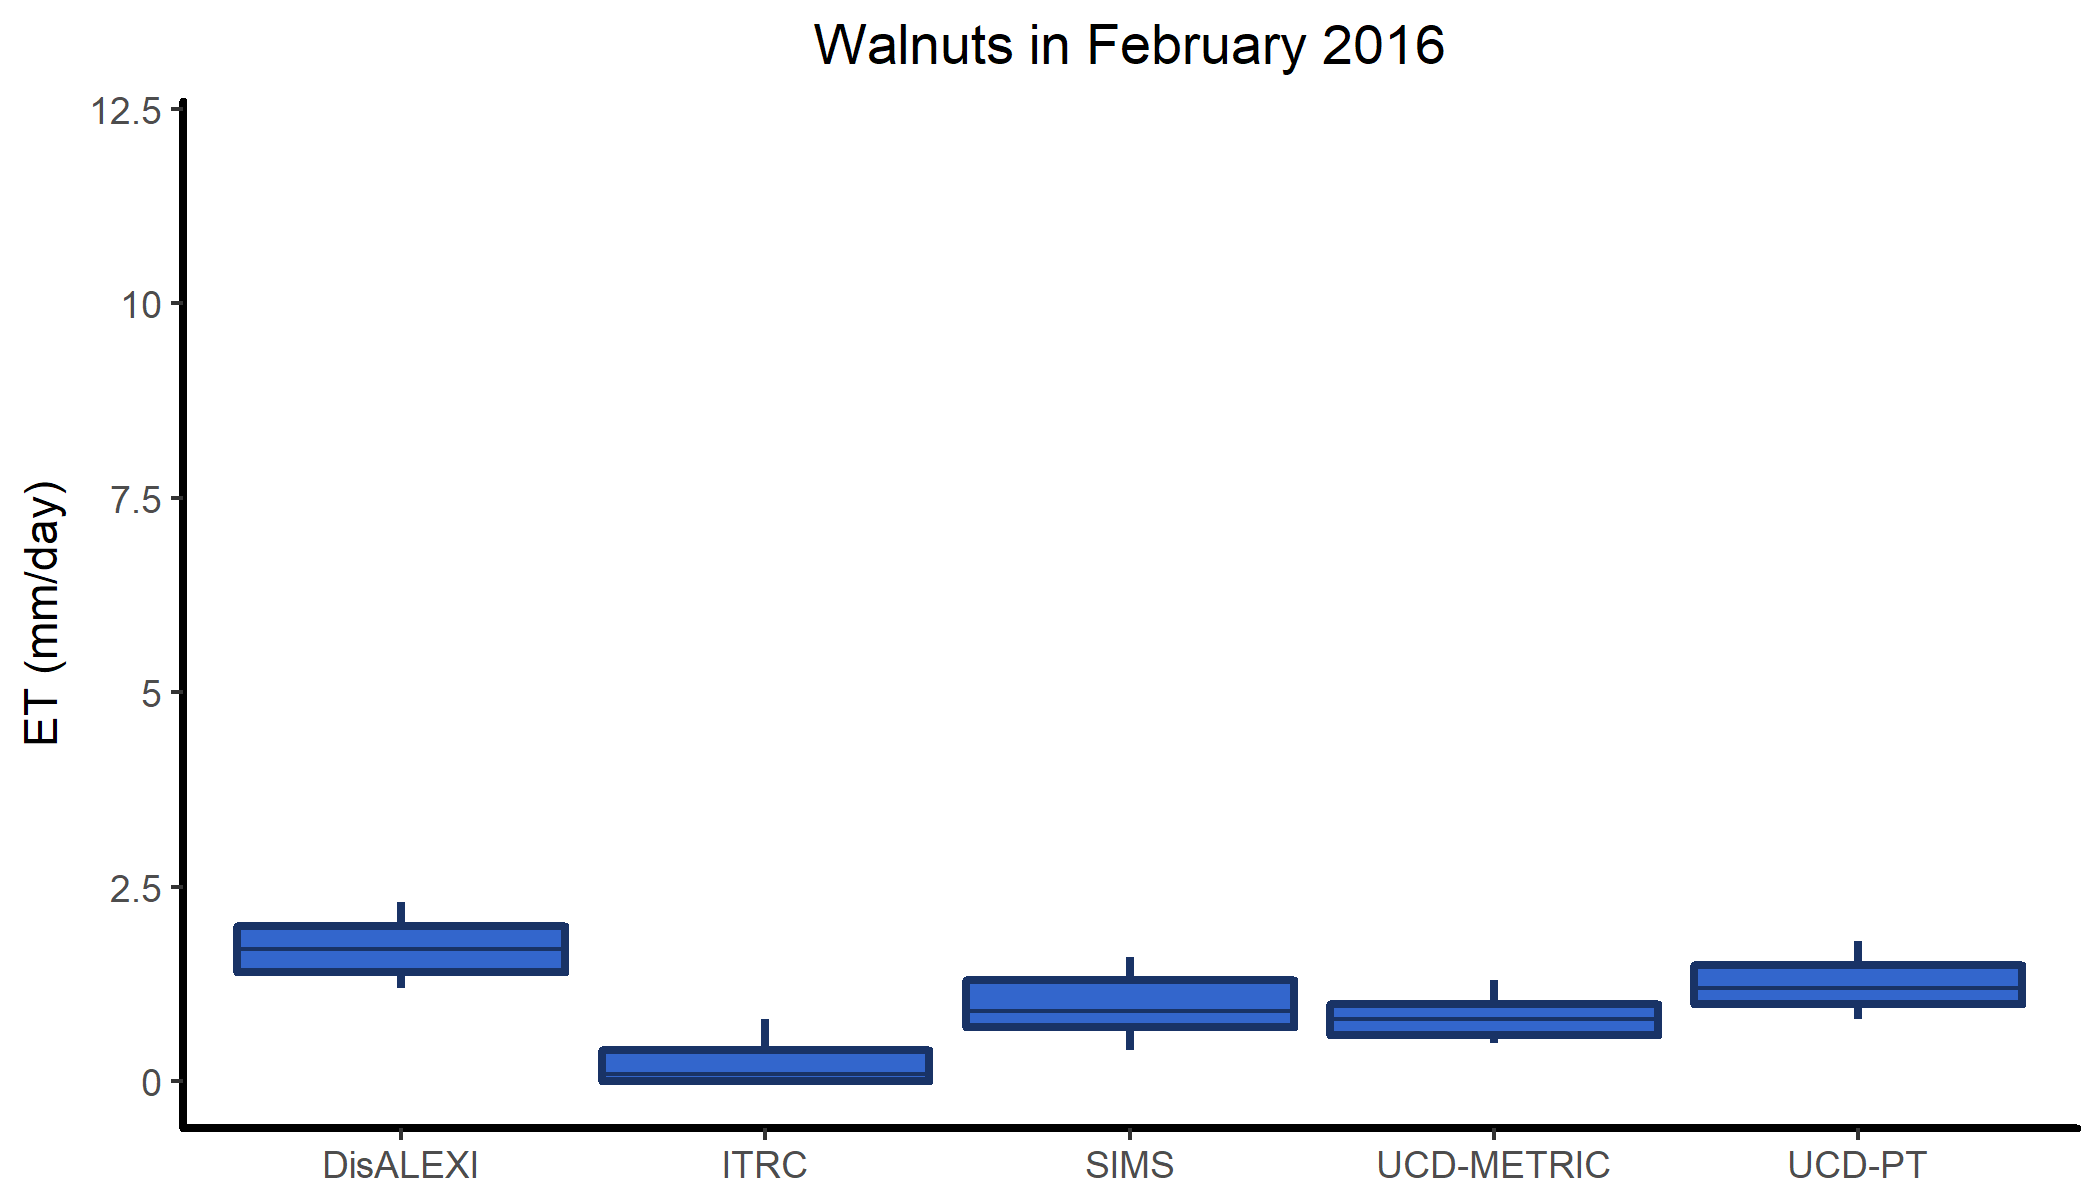 Walnuts in February 2016
ET (mm/day)
12.5
10
7.5
5
2.5
0
DisALEXI ITRC SIMS UCD-METRIC UCD-PT